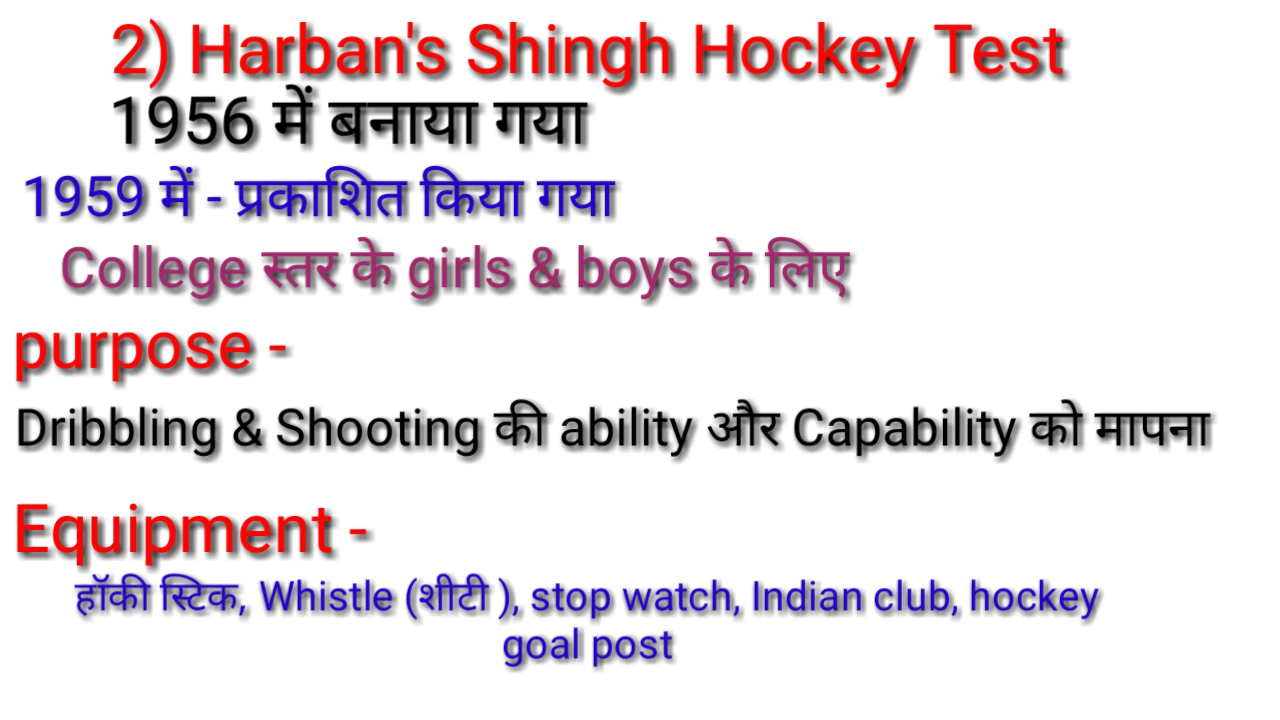 2) Harban's Shingh Hockey Test
1956 में बनाया गया
1959 में - प्रकाशित किया गया
College स्तर के girls & boys के लिए
purpose -
Dribbling & Shooting की ability और Capability को मापना
Equipment -
हॉकी स्टिक, Whistle (शीटी ), stop watch, Indian club, hockey
goal post